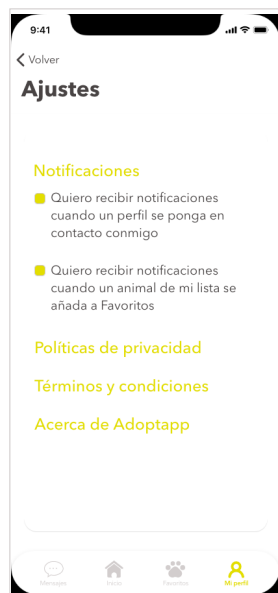 9:41
Volver
Ajustes
Notificaciones
Quiero recibir notificaciones
cuando un perfil se ponga en
contacto conmigo
Quiero recibir notificaciones
cuando un animal de mi lista se
añada a Favoritos
Políticas de privacidad
Términos y condiciones
Acerca de Adoptapp
Mensajes Inicio Favoritos Mi perfil